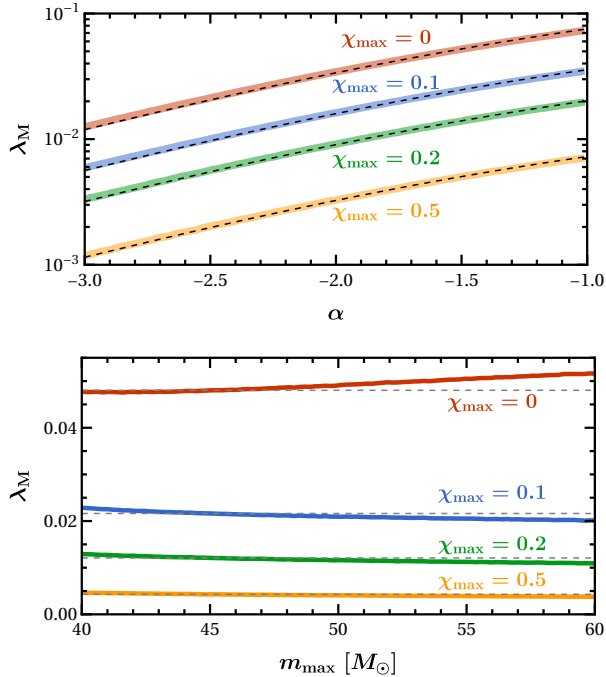 10⁻¹
χmax = 0
χmax = 0.1
λM
10⁻²
χmax = 0.2
χmax = 0.5
10⁻³
−3.0 −2.5 −2.0 −1.5 −1.0
α
χmax = 0
0.04
λM
χmax = 0.1
0.02
χmax = 0.2
χmax = 0.5
0.00
40 45 50 55 60
mmax [M⊙]